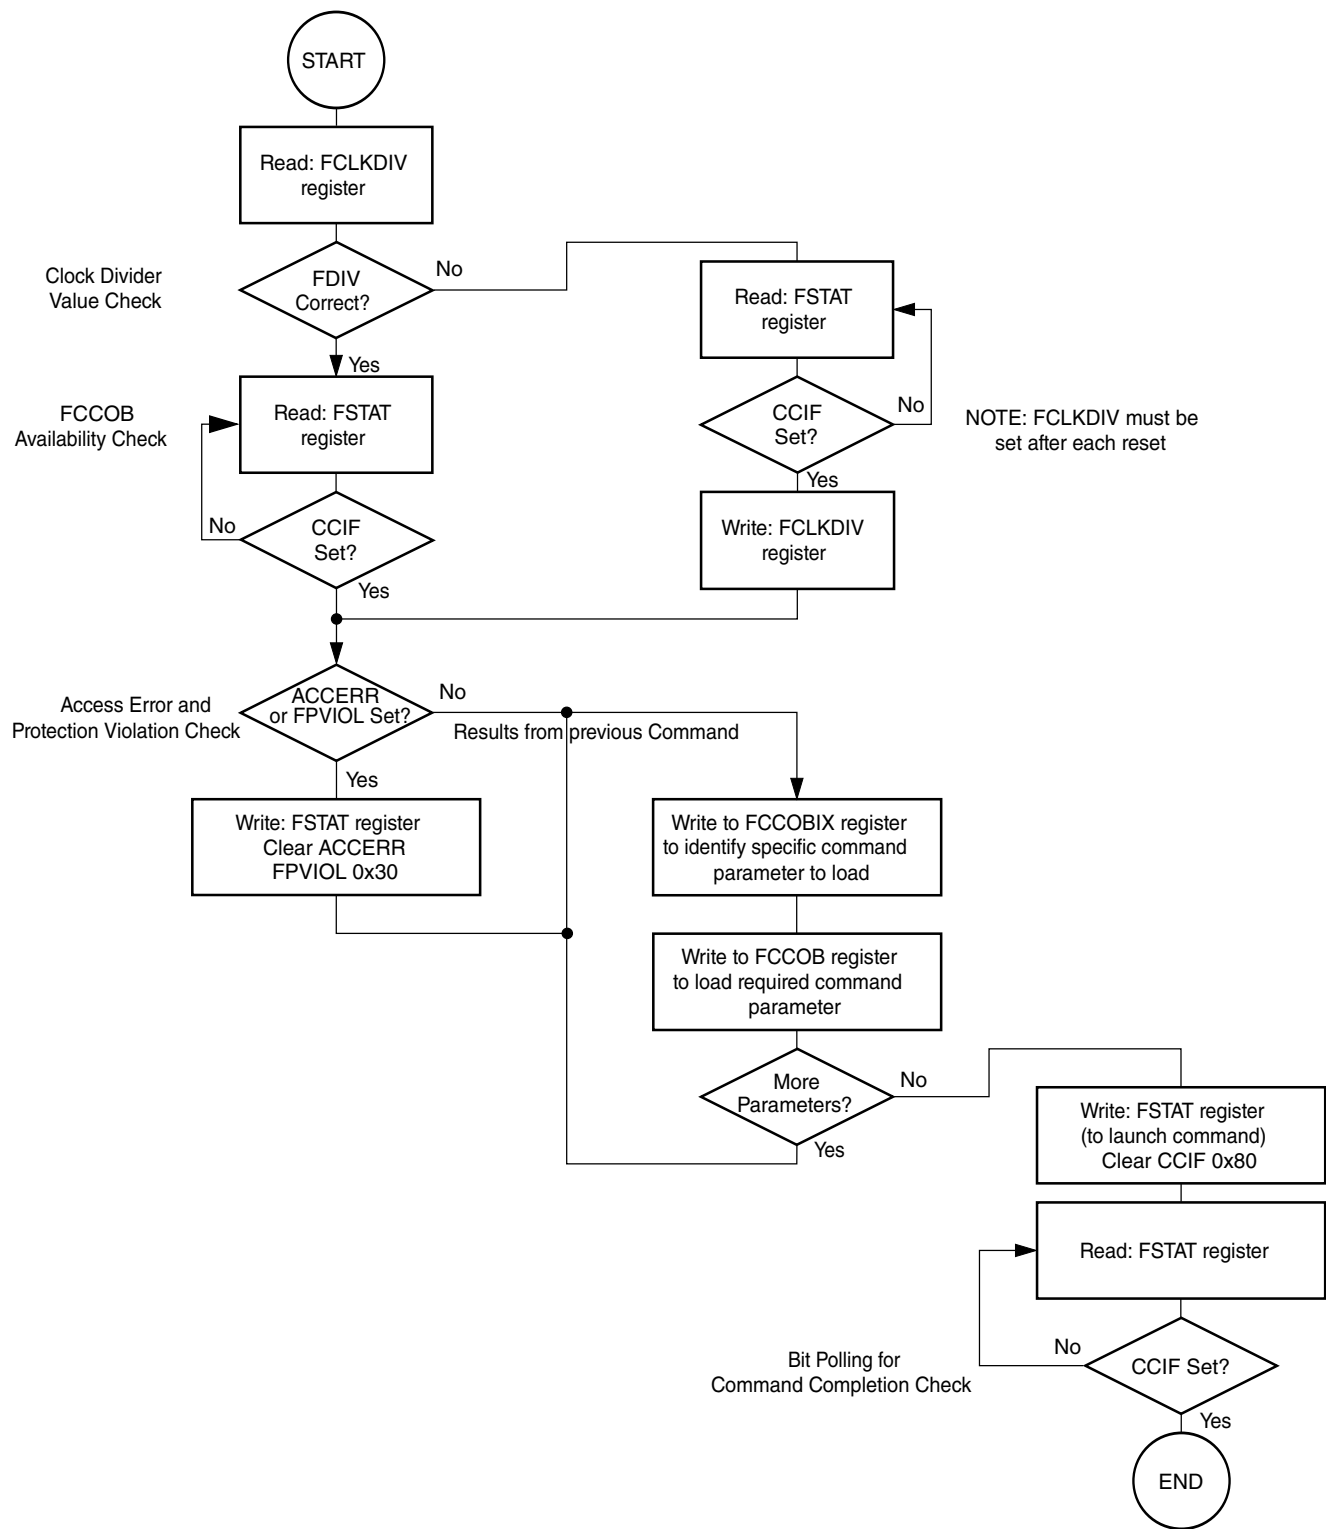 START
Read: FCLKDIV
register
Clock Divider
Value Check
FDIV
Correct?
No
Yes
Read: FSTAT
register
CCIF
Set?
No
Yes
NOTE: FCLKDIV must be
set after each reset
Write: FCLKDIV
register
FCCOB
Availability Check
Read: FSTAT
register
No
CCIF
Set?
Yes
Access Error and
Protection Violation Check
ACCERR
or FPVIOL Set?
No
Results from previous Command
Yes
Write: FSTAT register
Clear ACCERR
FPVIOL 0x30
Write to FCCOBIX register
to identify specific command
parameter to load
Write to FCCOB register
to load required command
parameter
More
Parameters?
No
Yes
Write: FSTAT register
(to launch command)
Clear CCIF 0x80
Read: FSTAT register
Bit Polling for
Command Completion Check
No
CCIF Set?
Yes
END